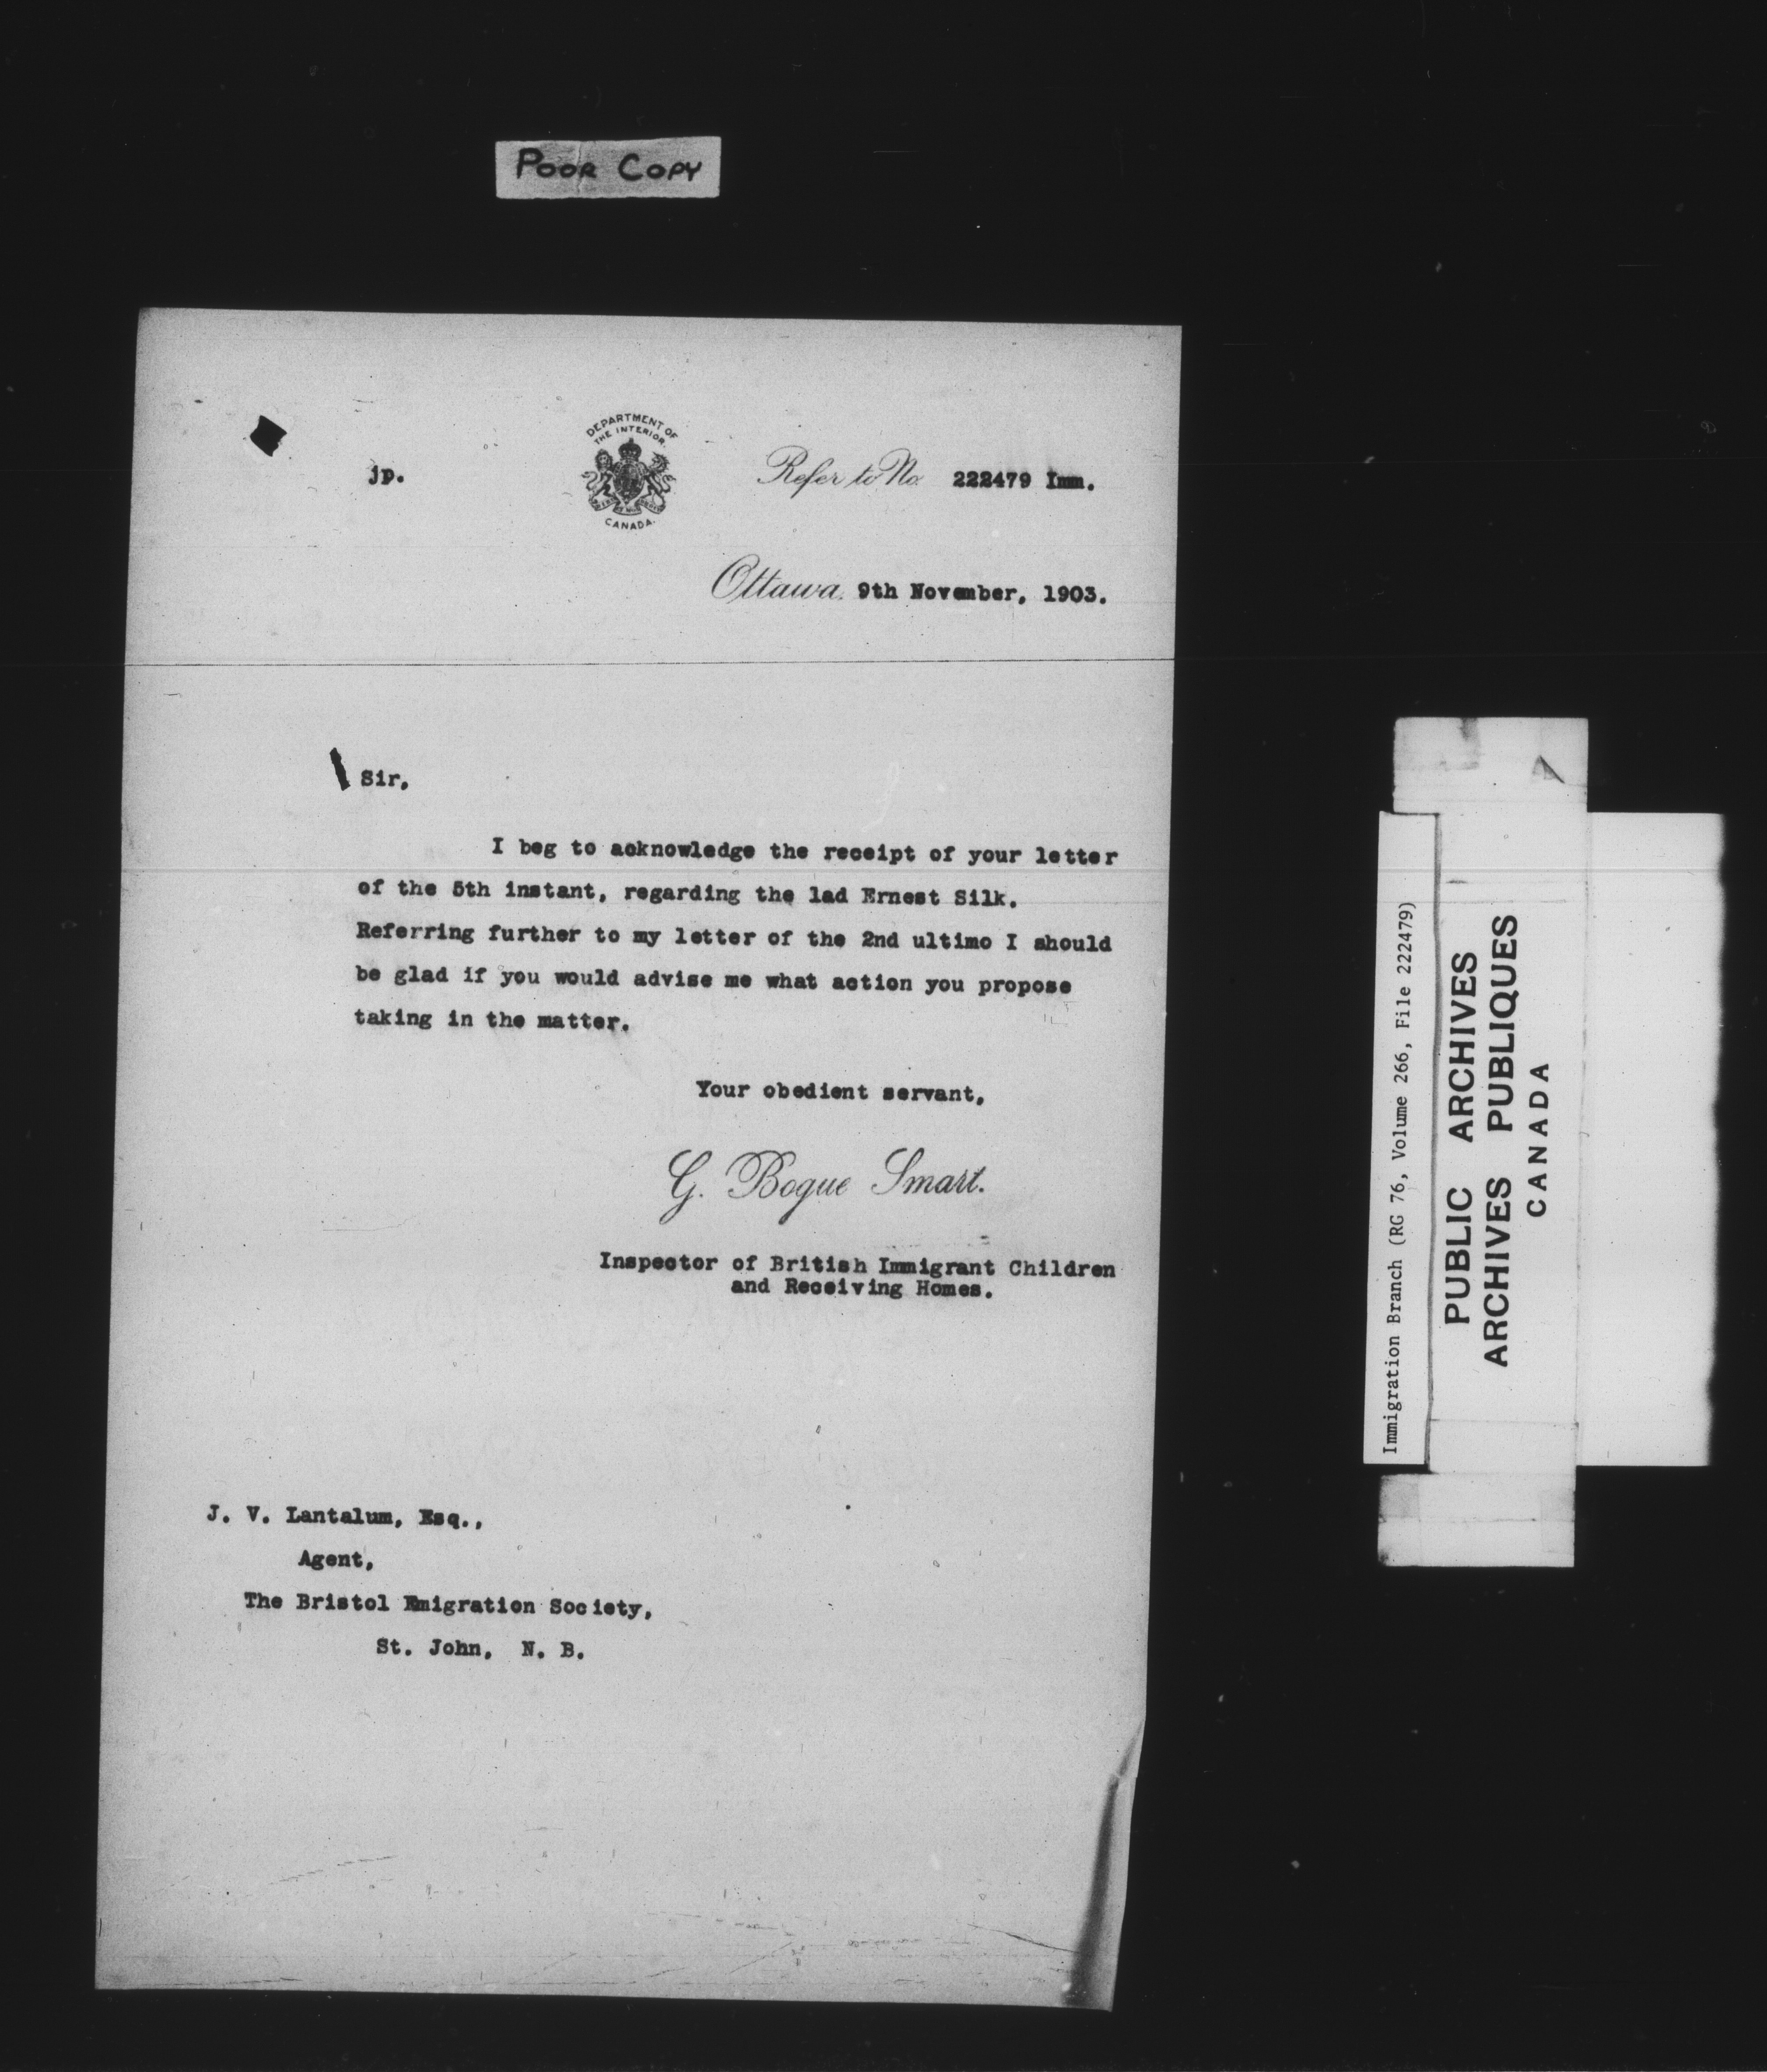 POOR COPY
DEPARTMENT OF
THE INTERIOR.
CANADA.
jp.
Refer to No. 222479 Imm.
Ottawa, 9th November, 1903.
Sir,
I beg to acknowledge the receipt of your letter
of the 5th instant, regarding the lad Ernest Silk.
Referring further to my letter of the 2nd ultimo I should
be glad if you would advise me what action you propose
taking in the matter.
Your obedient servant,
G. Bogue Smart.
Inspector of British Immigrant Children
and Receiving Homes.
J. V. Lantalum, Esq.,
Agent,
The Bristol Emigration Society,
St. John, N. B.
Immigration Branch (RG 76, Volume 266, File 222479)
PUBLIC ARCHIVES
ARCHIVES PUBLIQUES
CANADA